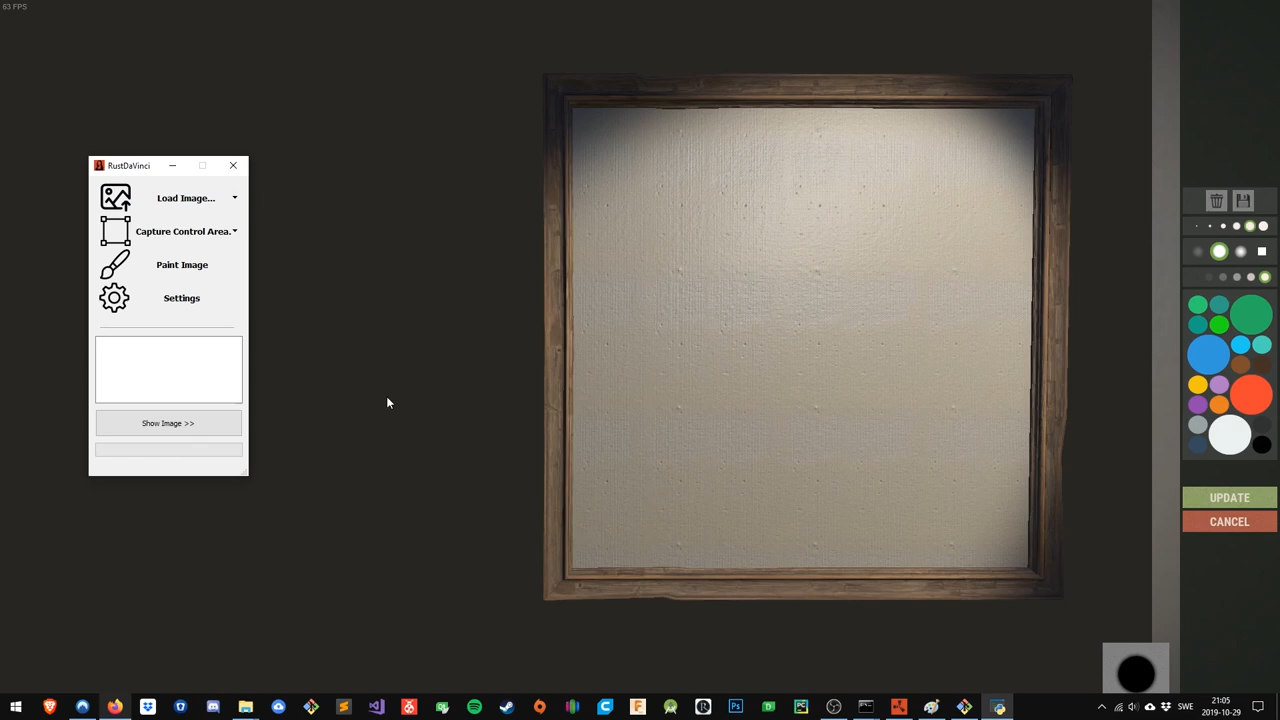 63 FPS
RustDaVinci
Load Image...
Capture Control Area.
Paint Image
Settings
Show Image >>
UPDATE
CANCEL
SWE
21:05
2019-10-29